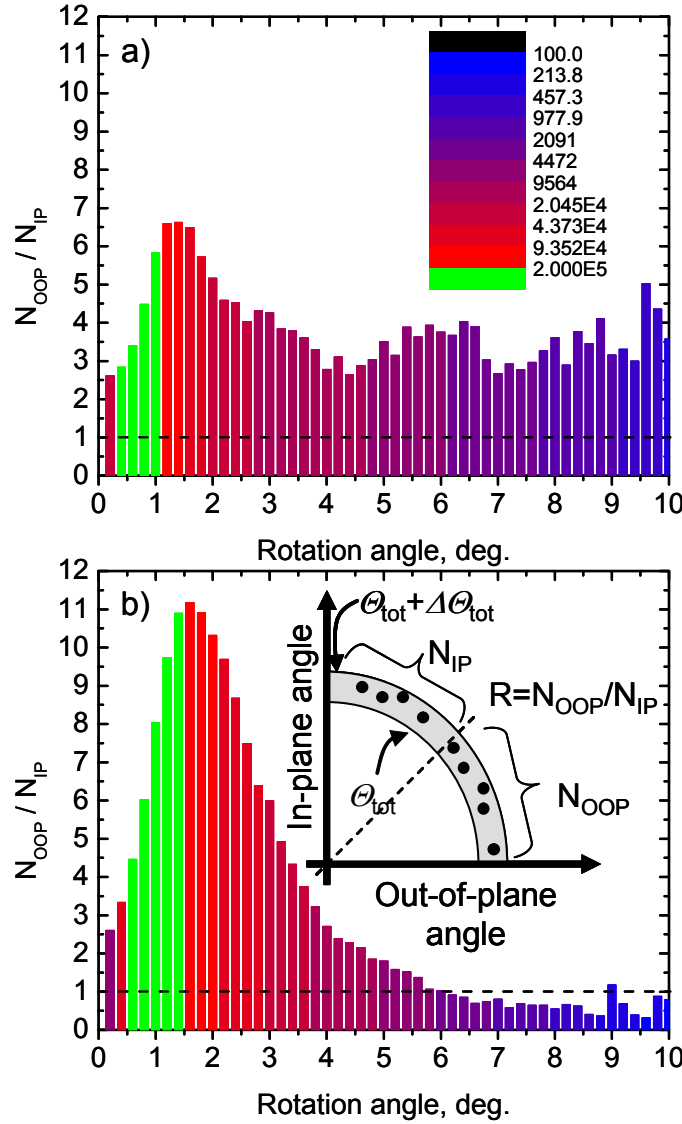 12
11
10
9
8
7
6
5
4
3
2
1
0
N_OOP / N_IP
a)
100.0
213.8
457.3
977.9
2091
4472
9564
2.045E4
4.373E4
9.352E4
2.000E5
0 1 2 3 4 5 6 7 8 9 10
Rotation angle, deg.
12
11
10
9
8
7
6
5
4
3
2
1
0
N_OOP / N_IP
b)
Θ_tot+ΔΘ_tot
N_IP
R=N_OOP/N_IP
In-plane angle
Θ_tot
N_OOP
Out-of-plane
angle
0 1 2 3 4 5 6 7 8 9 10
Rotation angle, deg.